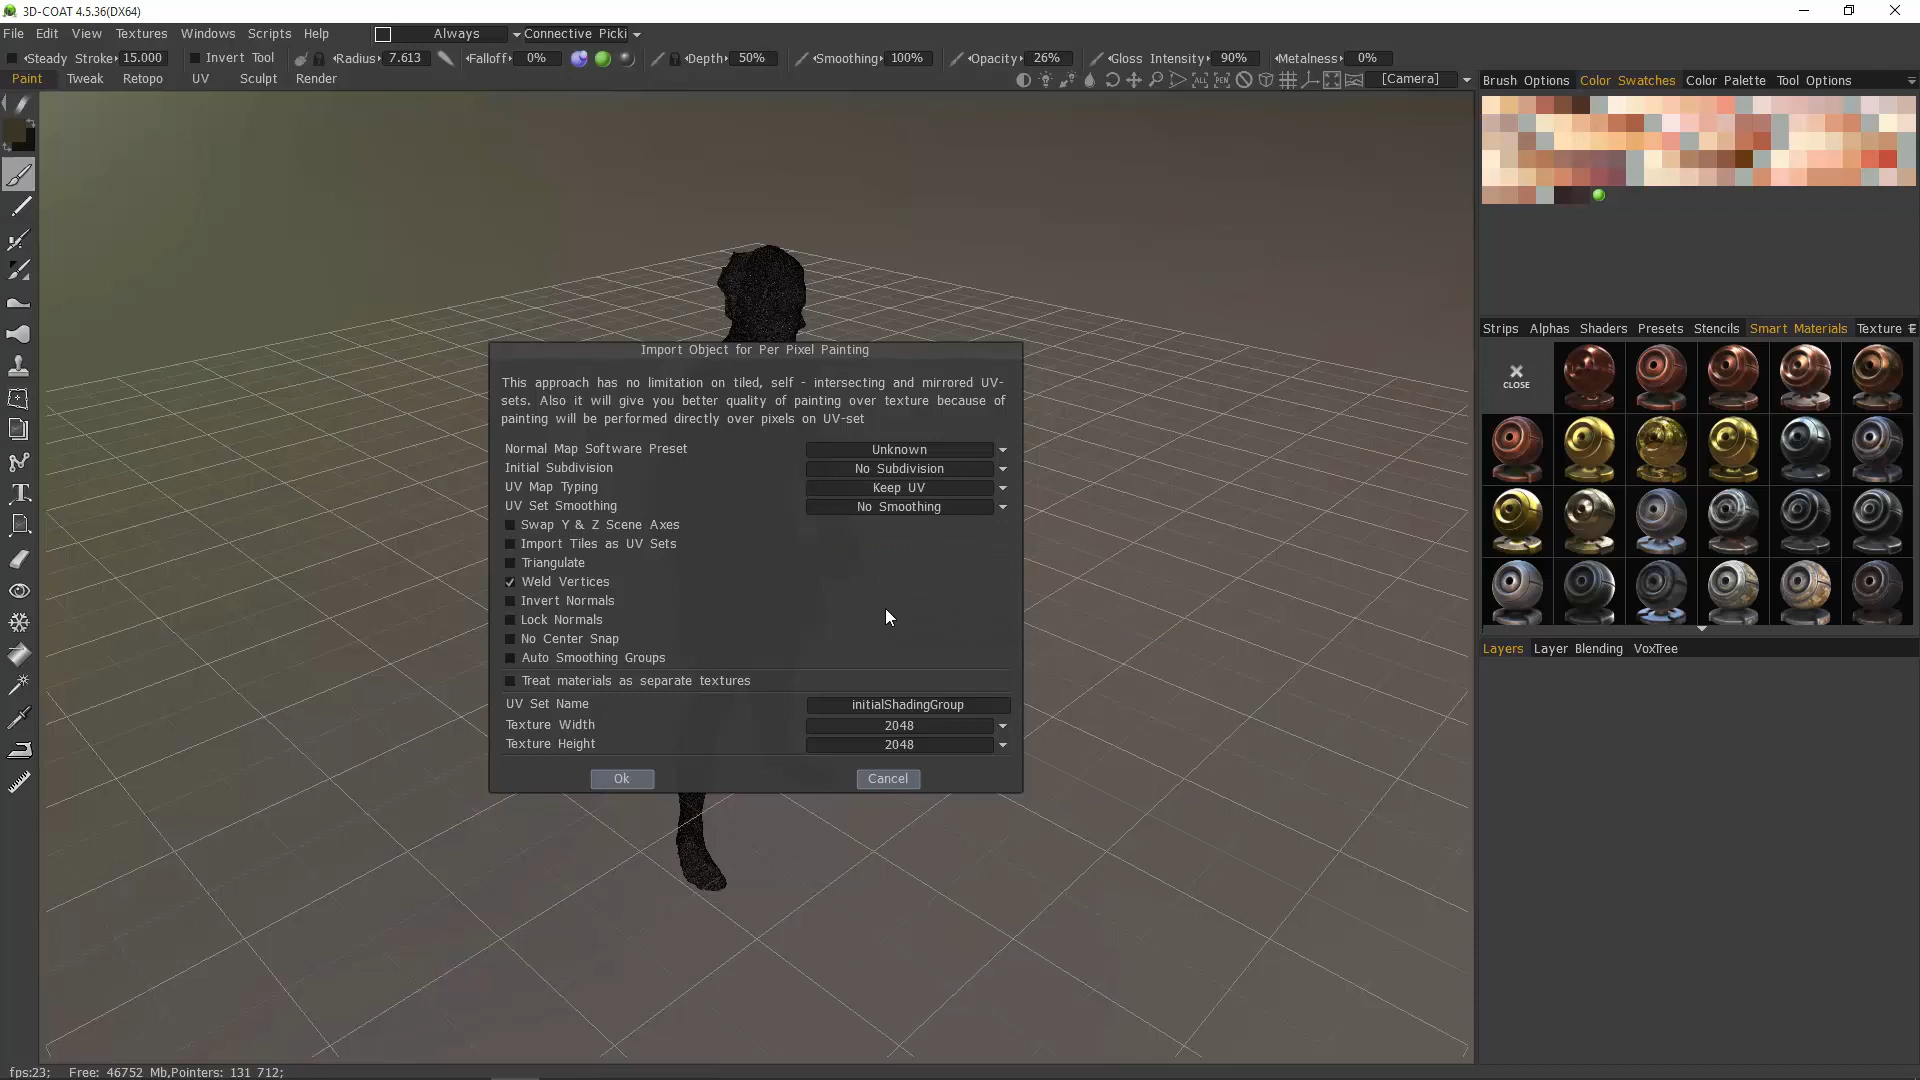 3D-COAT 4.5.36(DX64)
File Edit View Textures Windows Scripts Help Always Connective Picki
Steady Stroke 15.000 Invert Tool Radius 7.613 Falloff 0% Depth 50% Smoothing 100% Opacity 26% Gloss Intensity 90% Metalness 0%
Paint Tweak Retopo UV Sculpt Render ALL PEN [Camera]
Brush Options Color Swatches Color Palette Tool Options
Strips Alphas Shaders Presets Stencils Smart Materials Texture E
CLOSE
Layers Layer Blending VoxTree
Import Object for Per Pixel Painting
This approach has no limitation on tiled, self - intersecting and mirrored UV-
sets. Also it will give you better quality of painting over texture because of
painting will be performed directly over pixels on UV-set
Normal Map Software Preset Unknown
Initial Subdivision No Subdivision
UV Map Typing Keep UV
UV Set Smoothing No Smoothing
Swap Y & Z Scene Axes
Import Tiles as UV Sets
Triangulate
Weld Vertices
Invert Normals
Lock Normals
No Center Snap
Auto Smoothing Groups
Treat materials as separate textures
UV Set Name initialShadingGroup
Texture Width 2048
Texture Height 2048
Ok Cancel
fps:23; Free: 46752 Mb,Pointers: 131 712;